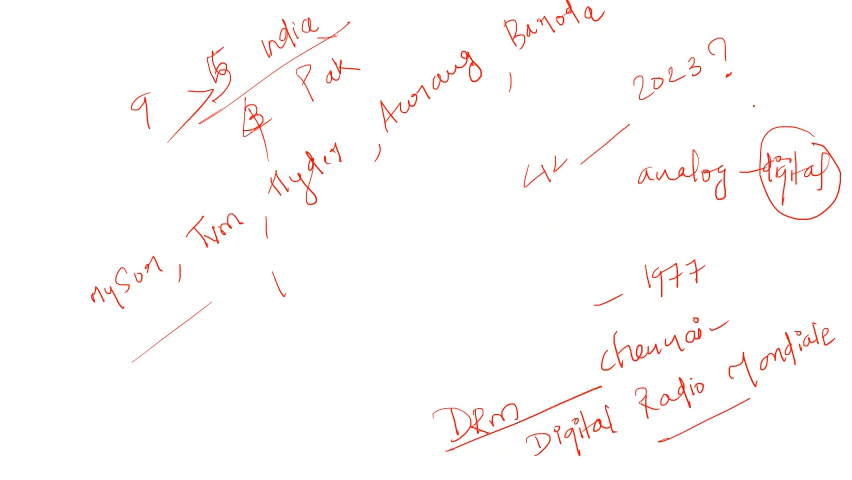 9 → 5 India
4 Pak
Mysore, Tvm, Hyder, Aurang, Baroda
2023?
4K
analog - digital
- 1977
Chennai -
DRM
Digital Radio Mondiale